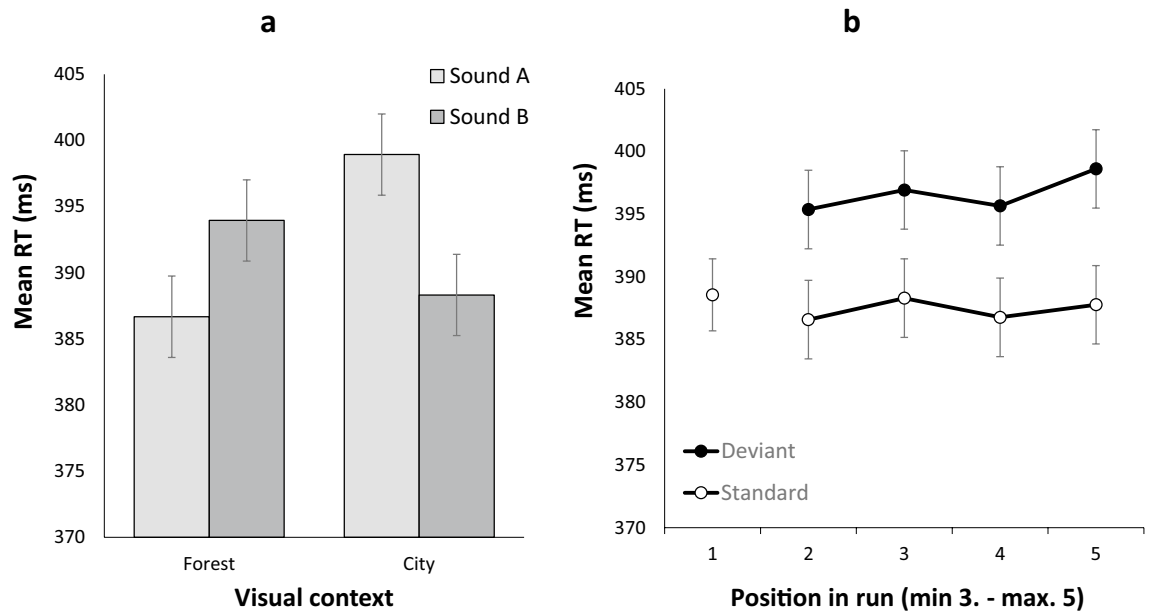 a
405
400
395
390
385
380
375
370
Mean RT (ms)
Sound A
Sound B
Forest
City
Visual context
b
405
400
395
390
385
380
375
370
Mean RT (ms)
Deviant
Standard
1
2
3
4
5
Position in run (min 3. - max. 5)